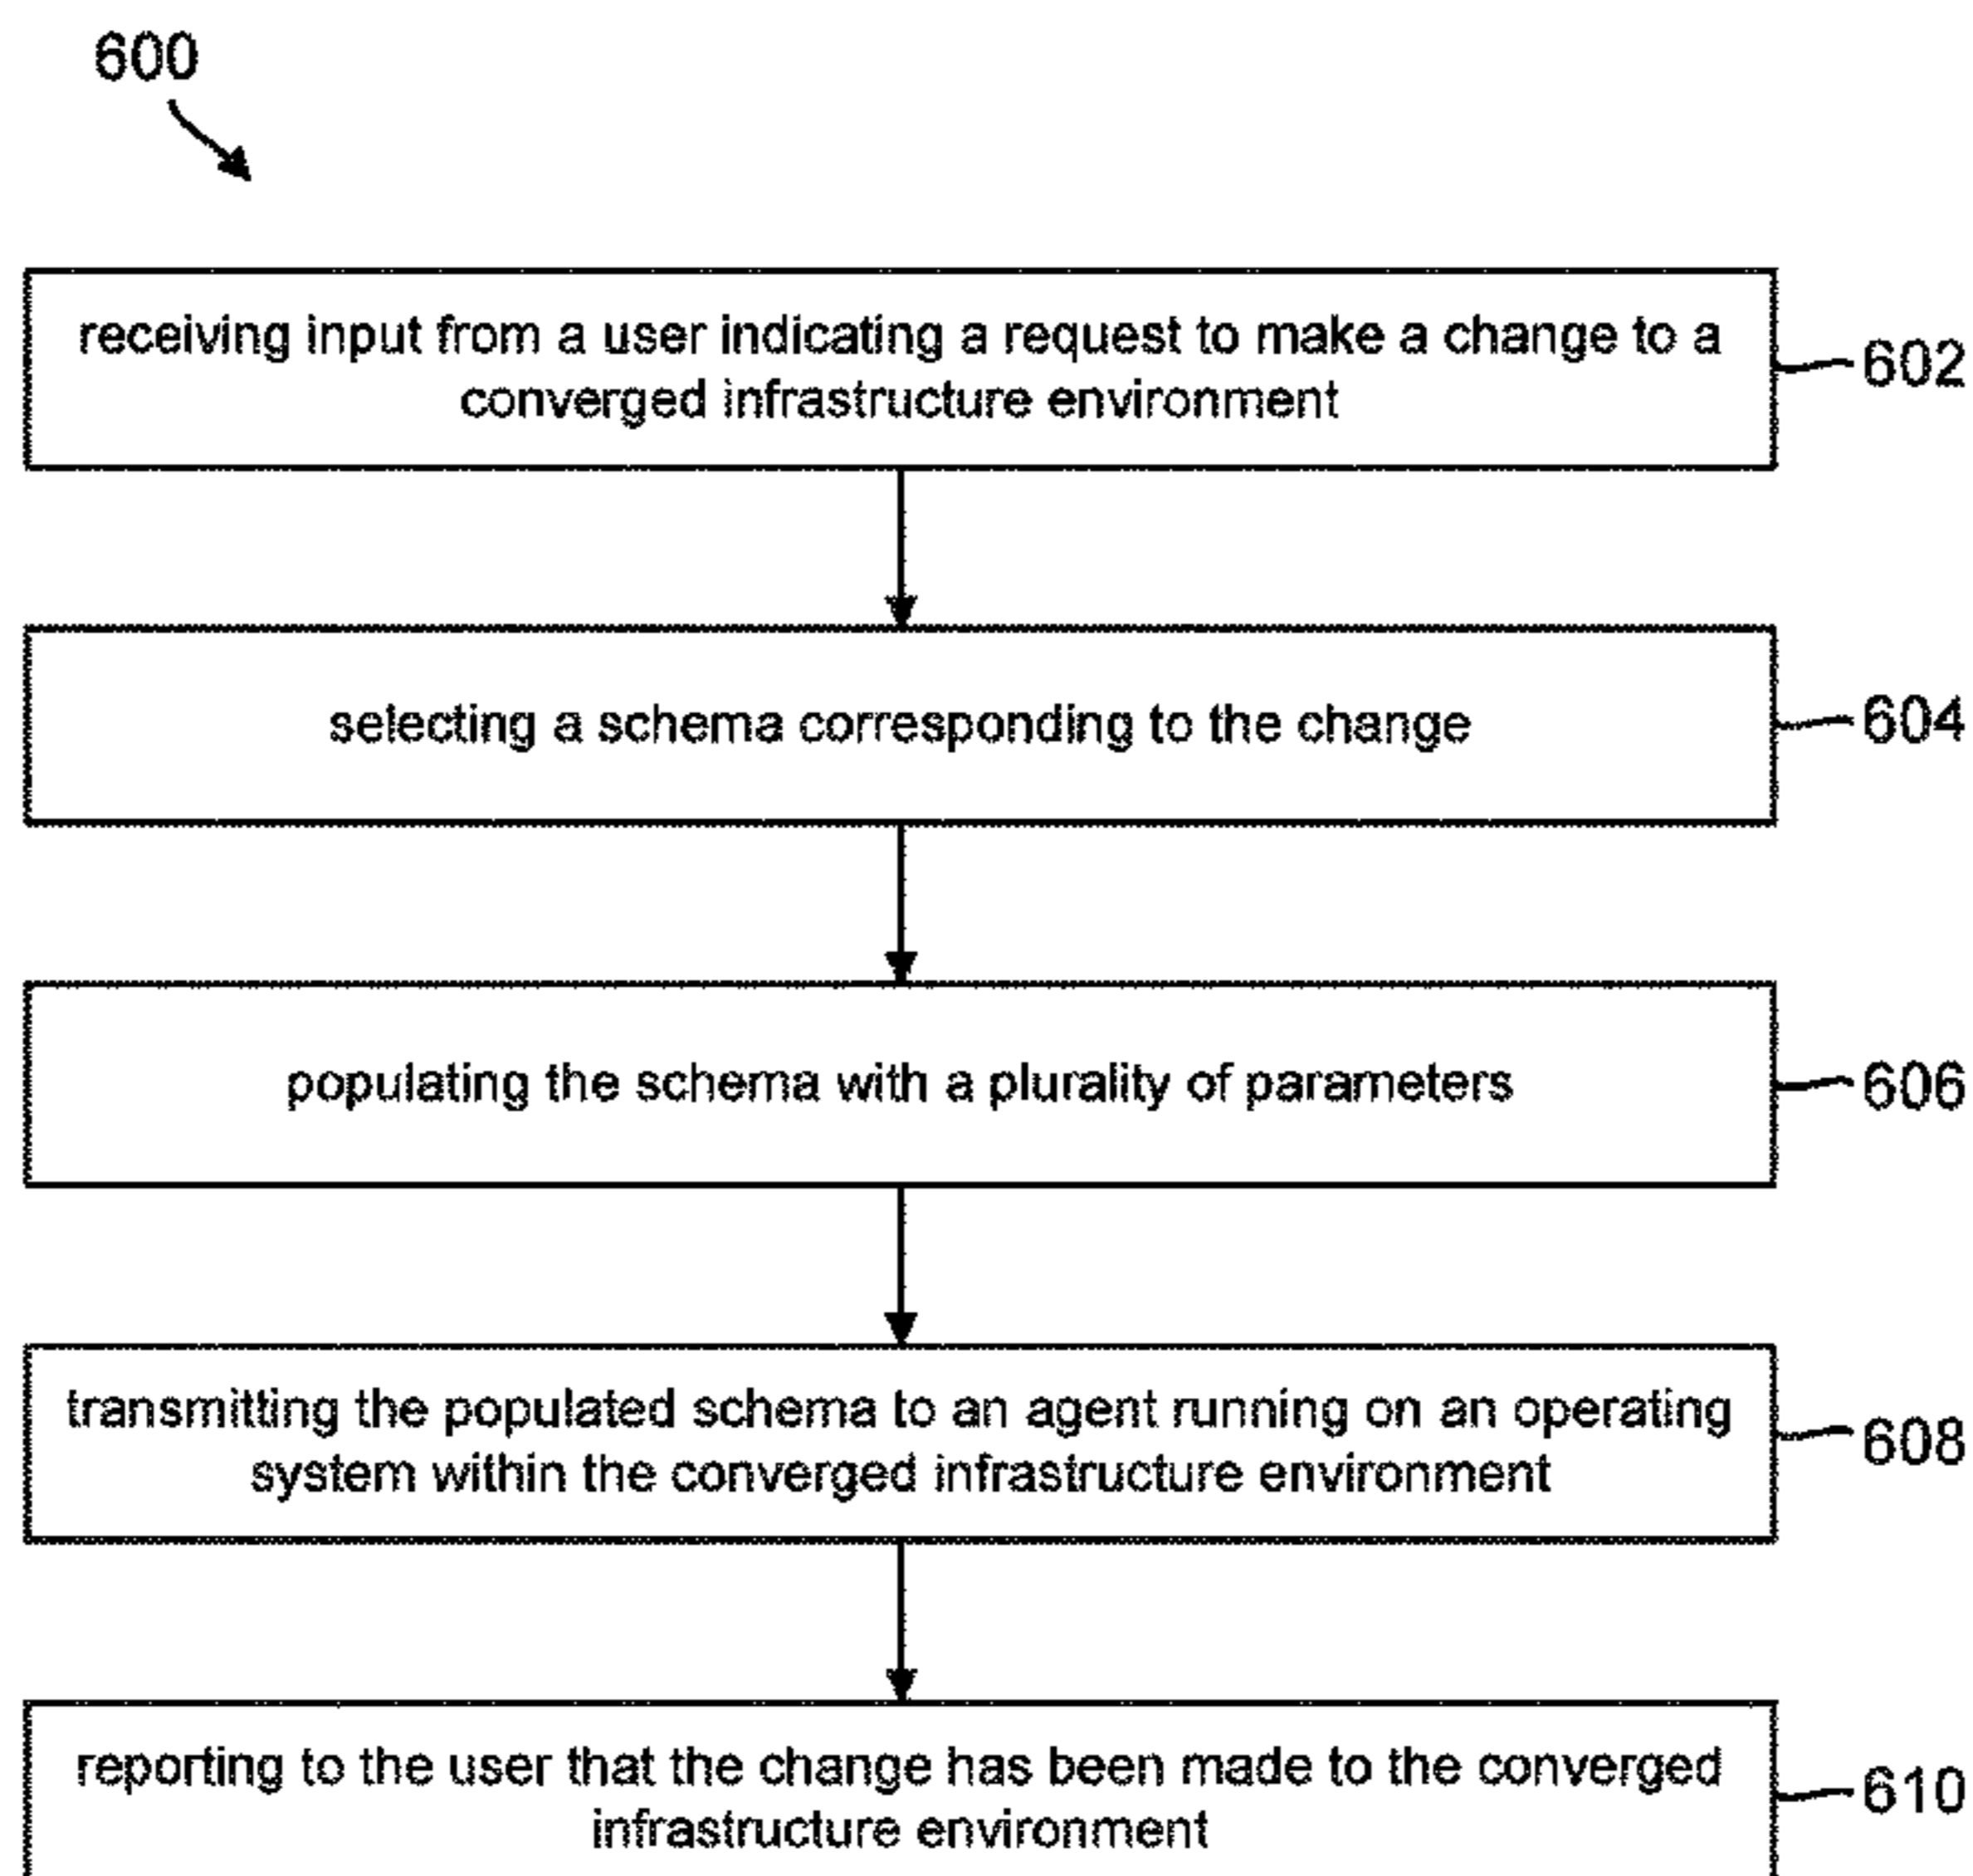 600
receiving input from a user indicating a request to make a change to a
converged infrastructure environment
602
selecting a schema corresponding to the change
604
populating the schema with a plurality of parameters
606
transmitting the populated schema to an agent running on an operating
system within the converged infrastructure environment
608
reporting to the user that the change has been made to the converged
infrastructure environment
610